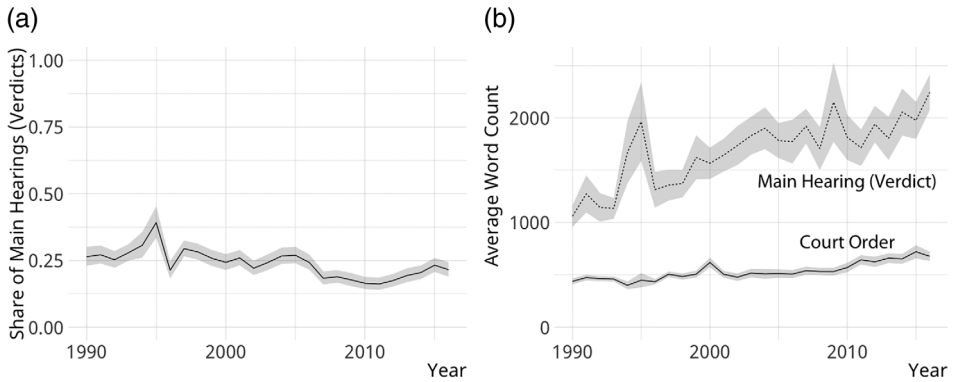 (a)
Share of Main Hearings (Verdicts)
1.00
0.75
0.50
0.25
0.00
1990
2000
2010
Year
(b)
Average Word Count
2000
1000
0
Main Hearing (Verdict)
Court Order
1990
2000
2010
Year